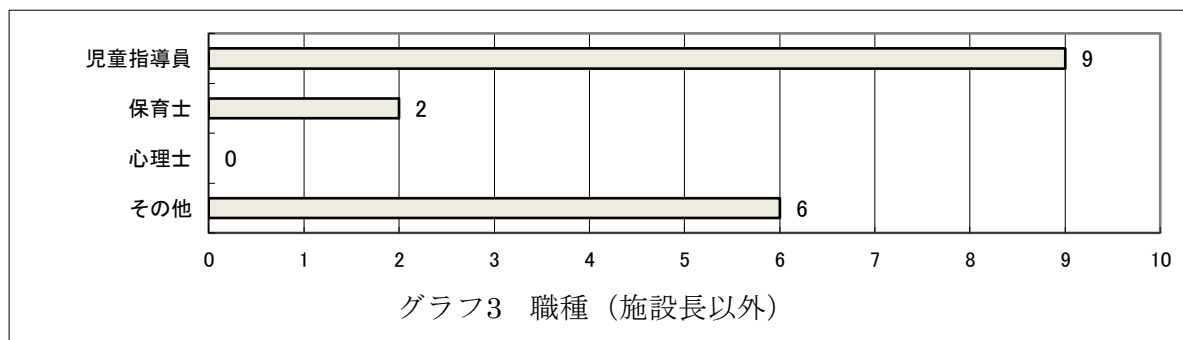 児童指導員 9
保育士 2
心理士 0
その他 6
0 1 2 3 4 5 6 7 8 9 10
グラフ3 職種（施設長以外）